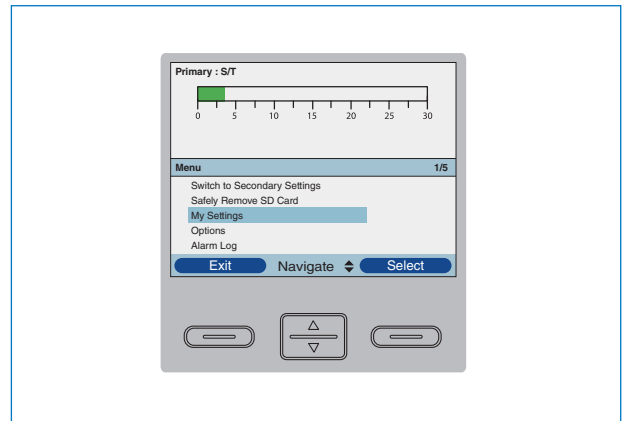 Primary : S/T
0 5 10 15 20 25 30
Menu 1/5
Switch to Secondary Settings
Safely Remove SD Card
My Settings
Options
Alarm Log
Exit Navigate Select